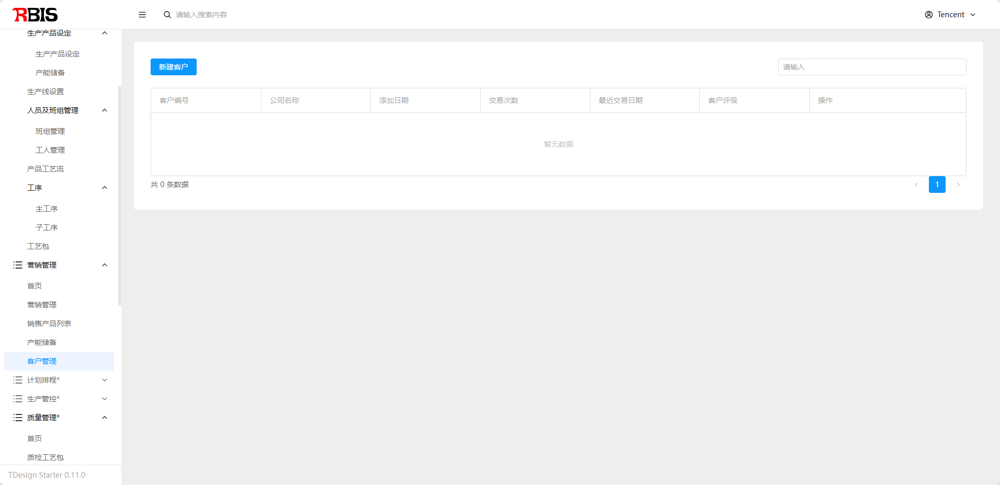 RBIS
请输入搜索内容
Tencent
生产产品设定
生产产品设定
产能储备
生产线设置
人员及班组管理
班组管理
工人管理
产品工艺流
工序
主工序
子工序
工艺包
营销管理
首页
营销管理
销售产品列表
产能储备
客户管理
计划排程*
生产管控*
质量管理*
首页
质检工艺包
TDesign Starter 0.11.0
新建客户
请输入
客户编号 公司名称 添加日期 交易次数 最近交易日期 客户评级 操作
暂无数据
共 0 条数据
1